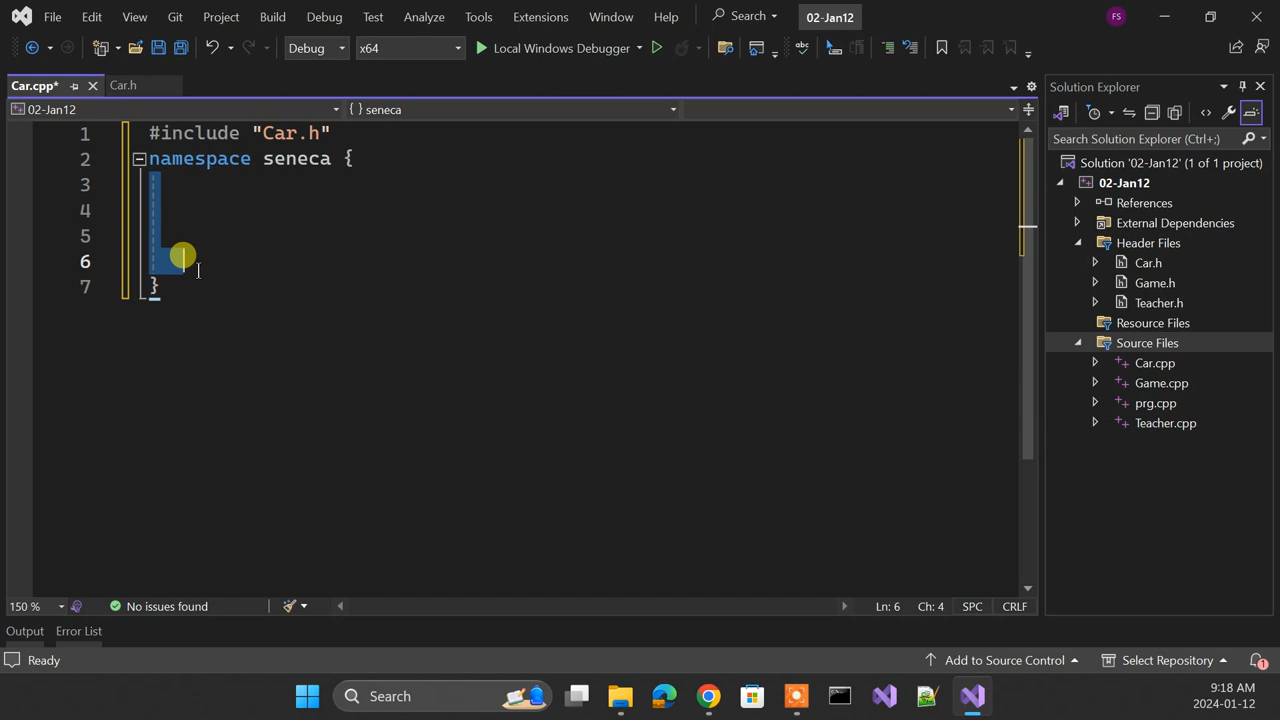 File Edit View Git Project Build Debug Test Analyze Tools Extensions Window Help Search 02-Jan12 FS
Debug x64 Local Windows Debugger
Car.cpp* Car.h
02-Jan12 { } seneca
1 #include "Car.h"
2 namespace seneca {
3
4
5
6
7 }
150 % No issues found Ln: 6 Ch: 4 SPC CRLF
Output Error List
Solution Explorer
Search Solution Explorer (Ctrl+;)
Solution '02-Jan12' (1 of 1 project)
02-Jan12
References
External Dependencies
Header Files
Car.h
Game.h
Teacher.h
Resource Files
Source Files
Car.cpp
Game.cpp
prg.cpp
Teacher.cpp
Ready Add to Source Control Select Repository 1
Search 9:18 AM
2024-01-12